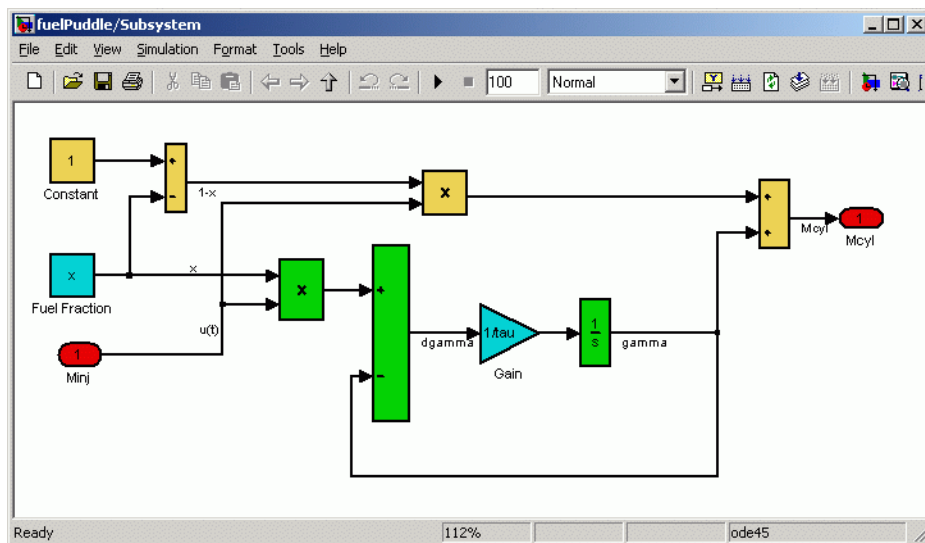 fuelPuddle/Subsystem
File Edit View Simulation Format Tools Help
100 Normal
1
Constant
+
-
1-x
x
+
+
Mcyl
1
Mcyl
x
Fuel Fraction
x
x
+
-
u(t)
1
Minj
dgamma
1/tau
Gain
1
s
gamma
Ready 112% ode45